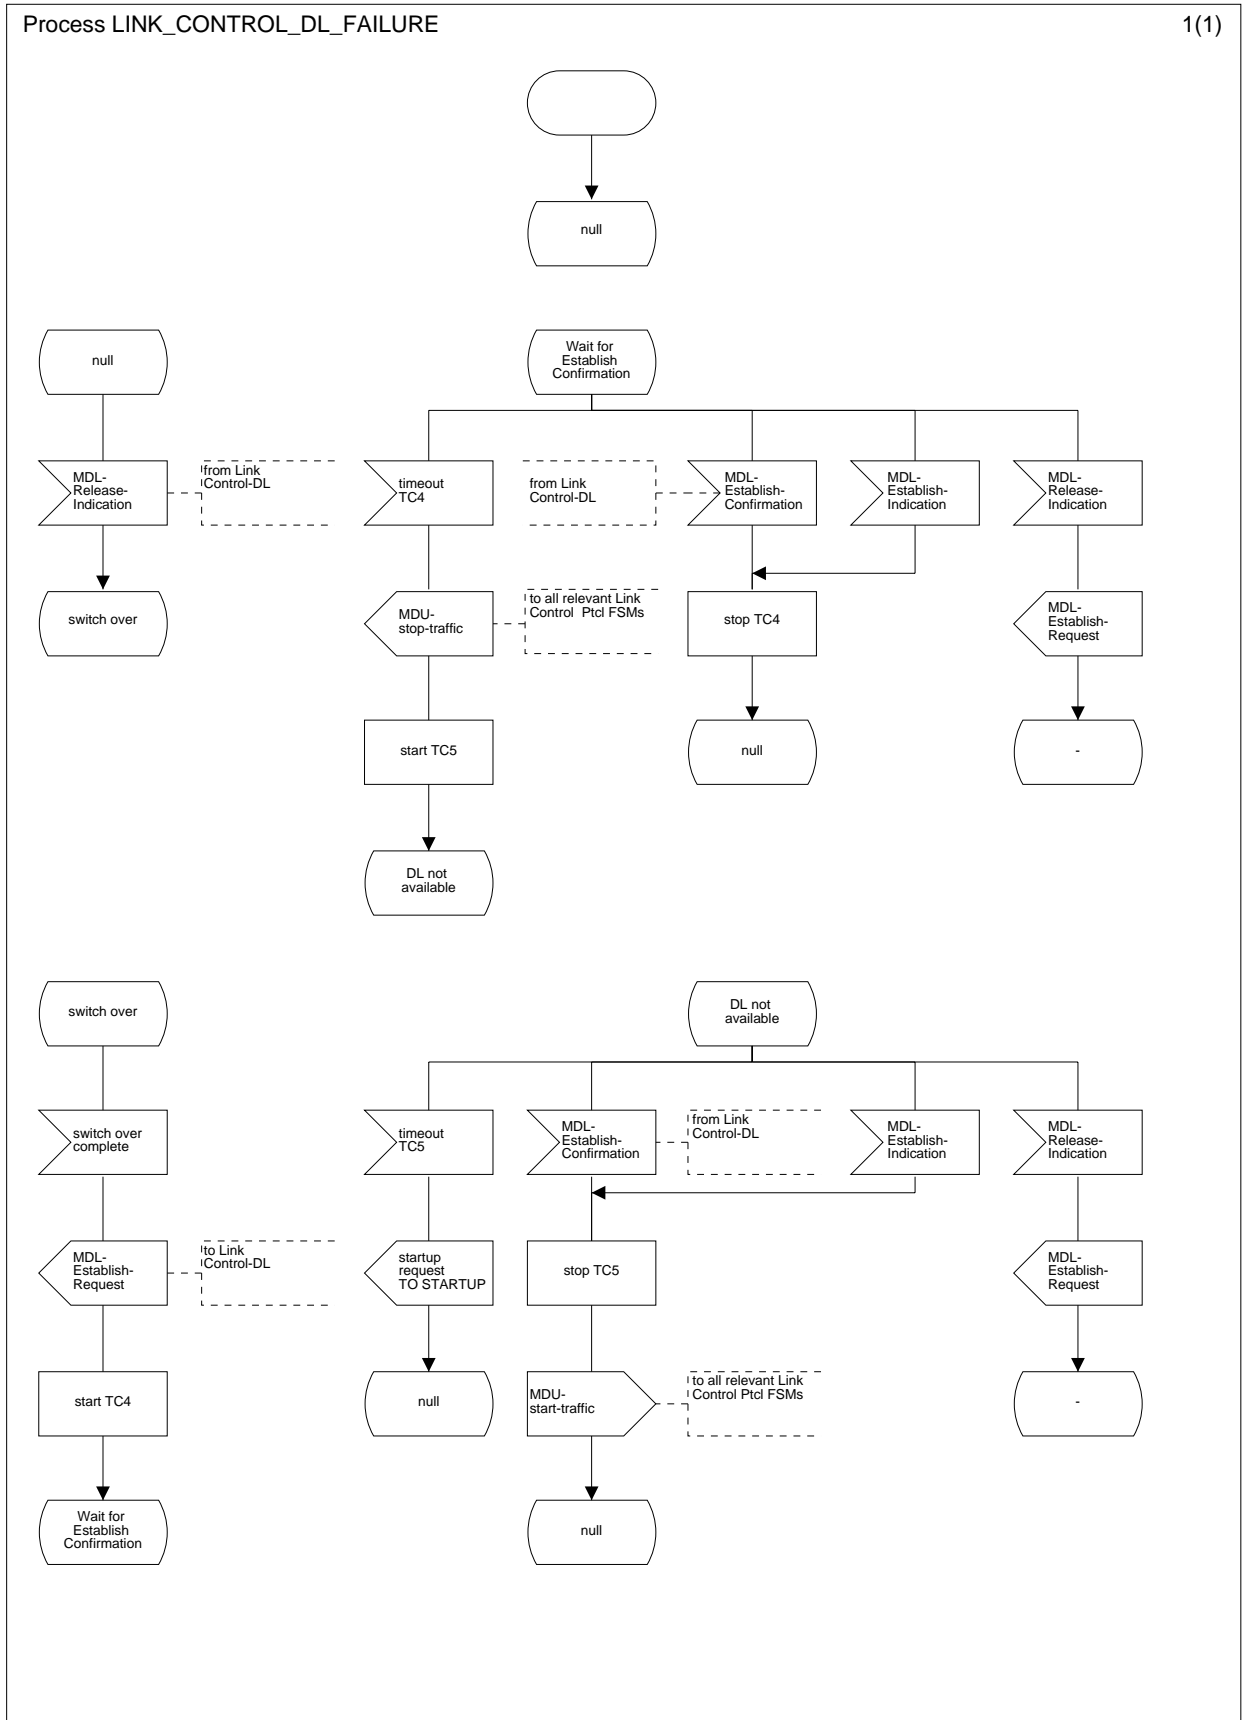 Process LINK_CONTROL_DL_FAILURE
1(1)
null
null
Wait for
Establish
Confirmation
MDL-
Release-
Indication
from Link
Control-DL
timeout
TC4
from Link
Control-DL
MDL-
Establish-
Confirmation
MDL-
Establish-
Indication
MDL-
Release-
Indication
switch over
MDU-
stop-traffic
to all relevant Link
Control Ptcl FSMs
stop TC4
MDL-
Establish-
Request
start TC5
null
-
DL not
available
switch over
DL not
available
switch over
complete
timeout
TC5
MDL-
Establish-
Confirmation
from Link
Control-DL
MDL-
Establish-
Indication
MDL-
Release-
Indication
MDL-
Establish-
Request
to Link
Control-DL
startup
request
TO STARTUP
stop TC5
MDL-
Establish-
Request
start TC4
null
MDU-
start-traffic
to all relevant Link
Control Ptcl FSMs
-
Wait for
Establish
Confirmation
null